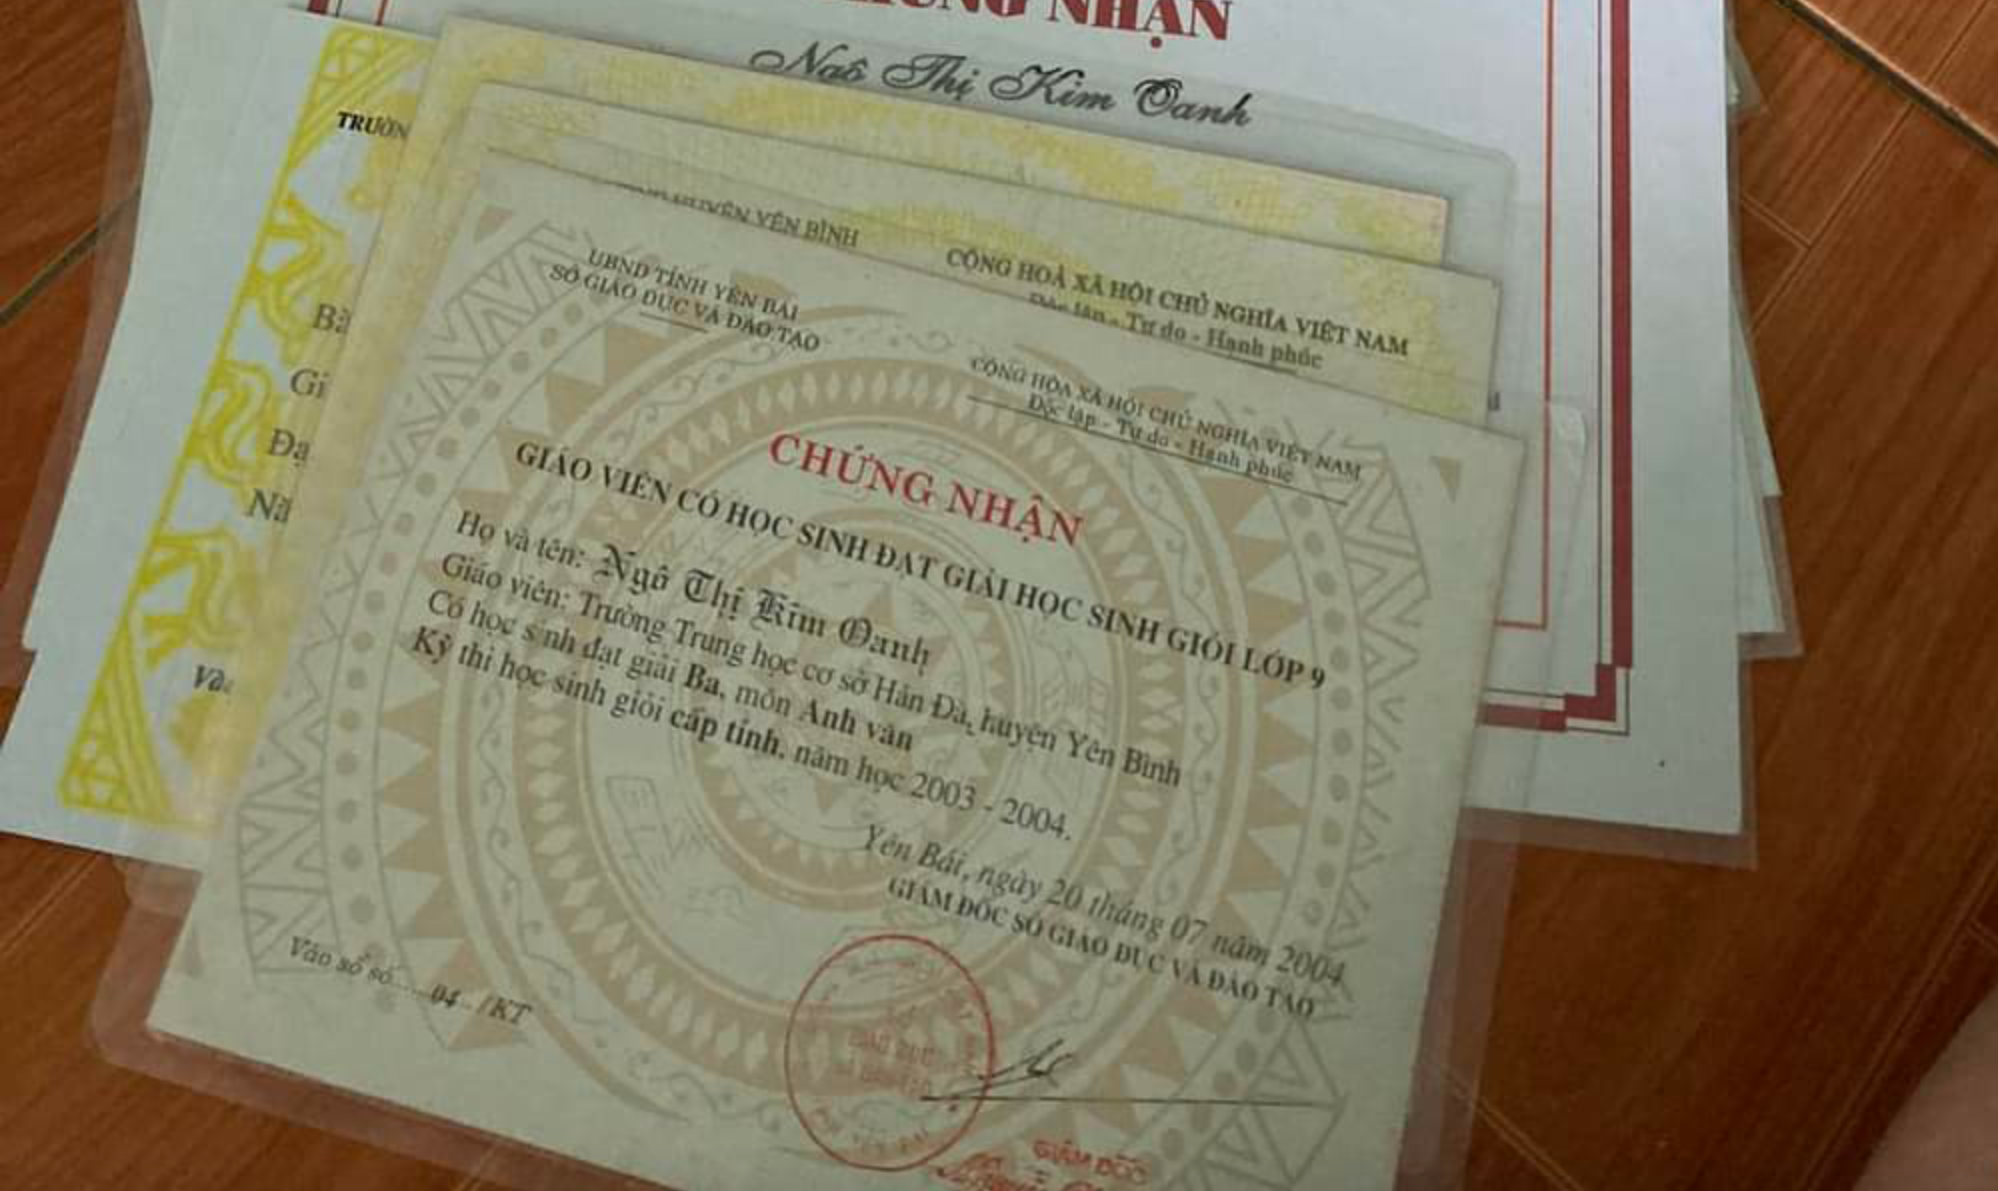 NHẬN
Ngô Thị Kim Oanh
TRƯỜN
HUYỆN YÊN BÌNH
CỘNG HOÀ XÃ HỘI CHỦ NGHĨA VIỆT NAM
Độc lập - Tự do - Hạnh phúc
Bà
Gi
Đạ
Nă
UBND TỈNH YÊN BÁI
SỞ GIÁO DỤC VÀ ĐÀO TẠO
CỘNG HÒA XÃ HỘI CHỦ NGHĨA VIỆT NAM
Độc lập - Tự do - Hạnh phúc
CHỨNG NHẬN
GIÁO VIÊN CÓ HỌC SINH ĐẠT GIẢI HỌC SINH GIỎI LỚP 9
Họ và tên: Ngô Thị Kim Oanh
Giáo viên: Trường Trung học cơ sở Hán Đà, huyện Yên Bình
Có học sinh đạt giải Ba, môn Anh văn
Kỳ thi học sinh giỏi cấp tỉnh, năm học 2003 - 2004.
Yên Bái, ngày 20 tháng 07 năm 2004
GIÁM ĐỐC SỞ GIÁO DỤC VÀ ĐÀO TẠO
Vào sổ số......04.../KT
GIÁM ĐỐC